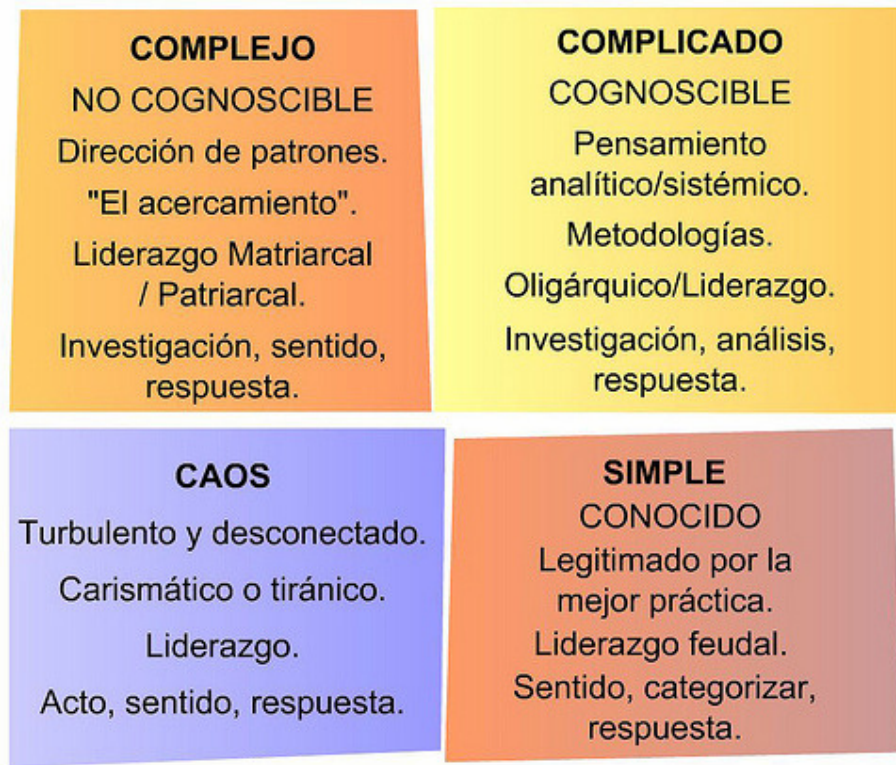 COMPLEJO
NO COGNOSCIBLE
Dirección de patrones.
"El acercamiento".
Liderazgo Matriarcal
/ Patriarcal.
Investigación, sentido,
respuesta.
COMPLICADO
COGNOSCIBLE
Pensamiento
analítico/sistémico.
Metodologías.
Oligárquico/Liderazgo.
Investigación, análisis,
respuesta.
CAOS
Turbulento y desconectado.
Carismático o tiránico.
Liderazgo.
Acto, sentido, respuesta.
SIMPLE
CONOCIDO
Legitimado por la
mejor práctica.
Liderazgo feudal.
Sentido, categorizar,
respuesta.